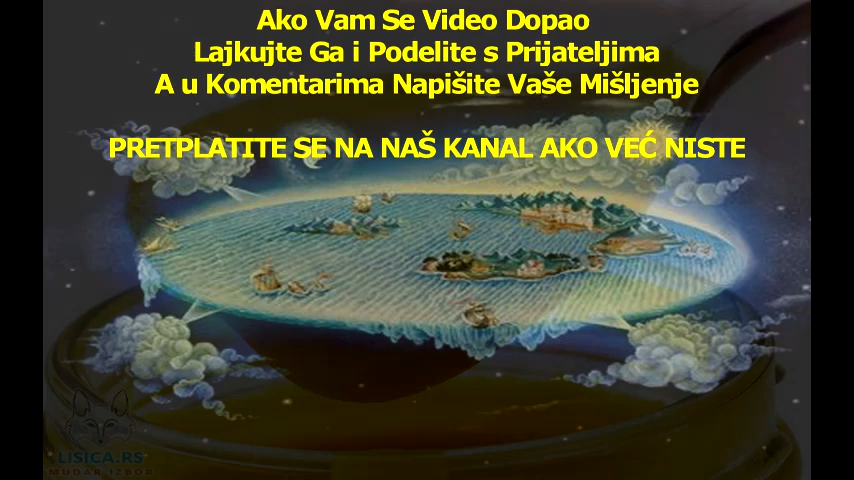 Ako Vam Se Video Dopao
Lajkujte Ga i Podelite s Prijateljima
A u Komentarima Napišite Vaše Mišljenje
PRETPLATITE SE NA NAŠ KANAL AKO VEĆ NISTE
LISICA.RS
MUDAR IZBOR